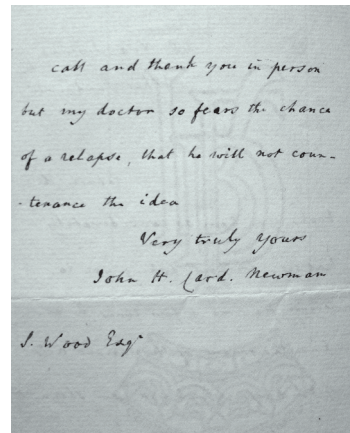 call and thank you in person
but my doctor so fears the chance
of a relapse, that he will not coun-
-tenance the idea
Very truly yours
John H. Card. Newman
S. Wood Esqr